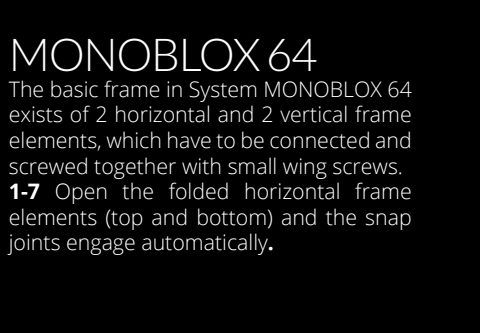 MONOBLOX 64
The basic frame in System MONOBLOX 64
exists of 2 horizontal and 2 vertical frame
elements, which have to be connected and
screwed together with small wing screws.
1-7 Open the folded horizontal frame
elements (top and bottom) and the snap
joints engage automatically.